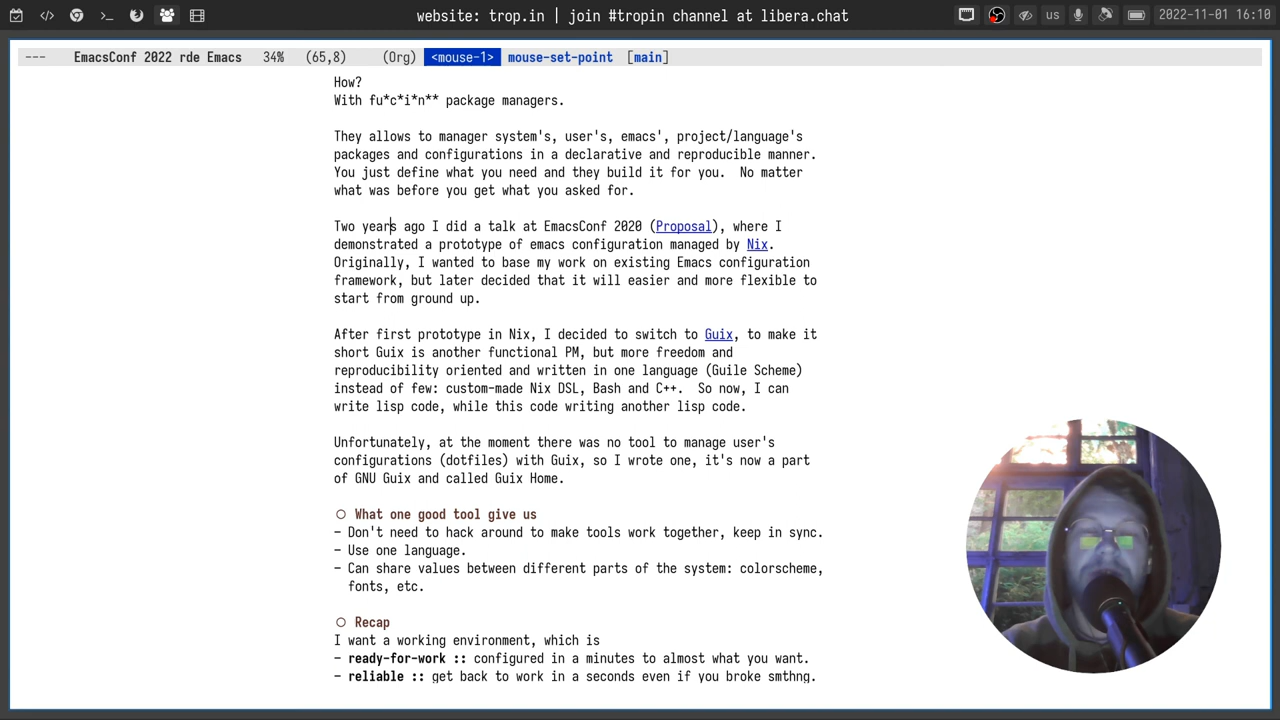 website: trop.in | join #tropin channel at libera.chat
us
2022-11-01 16:10
--- EmacsConf 2022 rde Emacs 34% (65,8) (Org) <mouse-1> mouse-set-point [main]
How?
With fu*c*i*n** package managers.
They allows to manager system's, user's, emacs', project/language's
packages and configurations in a declarative and reproducible manner.
You just define what you need and they build it for you.  No matter
what was before you get what you asked for.
Two years ago I did a talk at EmacsConf 2020 (Proposal), where I
demonstrated a prototype of emacs configuration managed by Nix.
Originally, I wanted to base my work on existing Emacs configuration
framework, but later decided that it will easier and more flexible to
start from ground up.
After first prototype in Nix, I decided to switch to Guix, to make it
short Guix is another functional PM, but more freedom and
reproducibility oriented and written in one language (Guile Scheme)
instead of few: custom-made Nix DSL, Bash and C++.  So now, I can
write lisp code, while this code writing another lisp code.
Unfortunately, at the moment there was no tool to manage user's
configurations (dotfiles) with Guix, so I wrote one, it's now a part
of GNU Guix and called Guix Home.
○ What one good tool give us
- Don't need to hack around to make tools work together, keep in sync.
- Use one language.
- Can share values between different parts of the system: colorscheme,
fonts, etc.
○ Recap
I want a working environment, which is
- ready-for-work :: configured in a minutes to almost what you want.
- reliable :: get back to work in a seconds even if you broke smthng.